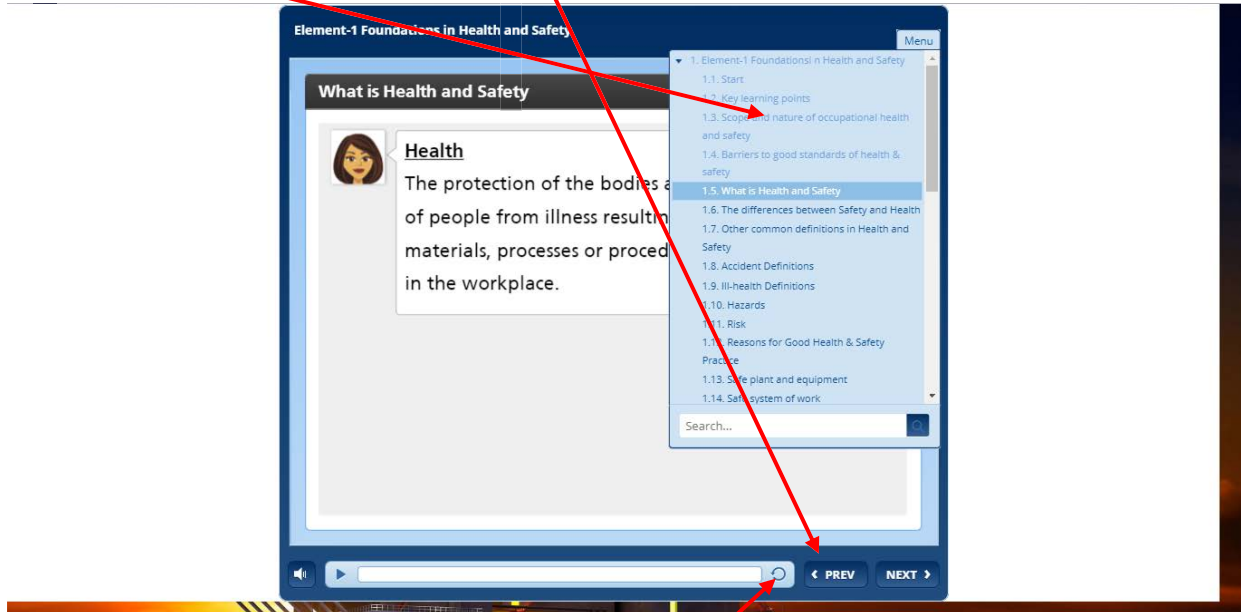 Element-1 Foundations in Health and Safety
Menu
What is Health and Safety
Health
The protection of the bodies a
of people from illness resultin
materials, processes or proced
in the workplace.
1. Element-1 Foundationsi n Health and Safety
1.1. Start
1.2. Key learning points
1.3. Scope and nature of occupational health
and safety
1.4. Barriers to good standards of health &
safety
1.5. What is Health and Safety
1.6. The differences between Safety and Health
1.7. Other common definitions in Health and
Safety
1.8. Accident Definitions
1.9. Ill-health Definitions
1.10. Hazards
1.11. Risk
1.12. Reasons for Good Health & Safety
Practice
1.13. Safe plant and equipment
1.14. Safe system of work
Search...
PREV
NEXT